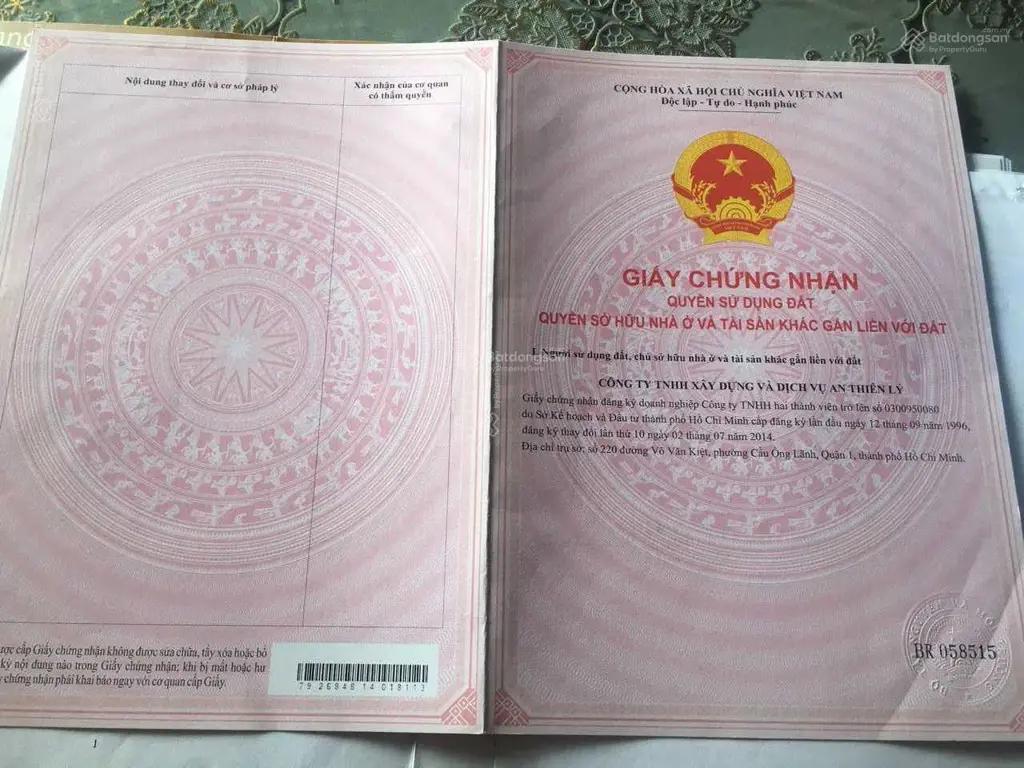 Batdongsan
by PropertyGuru
Nội dung thay đổi và cơ sở pháp lý
Xác nhận của cơ quan
có thẩm quyền
ược cấp Giấy chứng nhận không được sửa chữa, tẩy xóa hoặc bổ
kỳ nội dung nào trong Giấy chứng nhận; khi bị mất hoặc hư
chứng nhận phải khai báo ngay với cơ quan cấp Giấy.
792684814018113
CỘNG HÒA XÃ HỘI CHỦ NGHĨA VIỆT NAM
Độc lập - Tự do - Hạnh phúc
GIẤY CHỨNG NHẬN
QUYỀN SỬ DỤNG ĐẤT
QUYỀN SỞ HỮU NHÀ Ở VÀ TÀI SẢN KHÁC GẮN LIỀN VỚI ĐẤT
I. Người sử dụng đất, chủ sở hữu nhà ở và tài sản khác gắn liền với đất
CÔNG TY TNHH XÂY DỰNG VÀ DỊCH VỤ AN THIÊN LÝ
Giấy chứng nhận đăng ký doanh nghiệp Công ty TNHH hai thành viên trở lên số 0300950080
do Sở Kế hoạch và Đầu tư thành phố Hồ Chí Minh cấp đăng ký lần đầu ngày 12 tháng 09 năm 1996,
đăng ký thay đổi lần thứ 10 ngày 02 tháng 07 năm 2014.
Địa chỉ trụ sở: số 220 đường Võ Văn Kiệt, phường Cầu Ông Lãnh, Quận 1, thành phố Hồ Chí Minh.
BR 058515
Batdongsan
by PropertyGuru
1